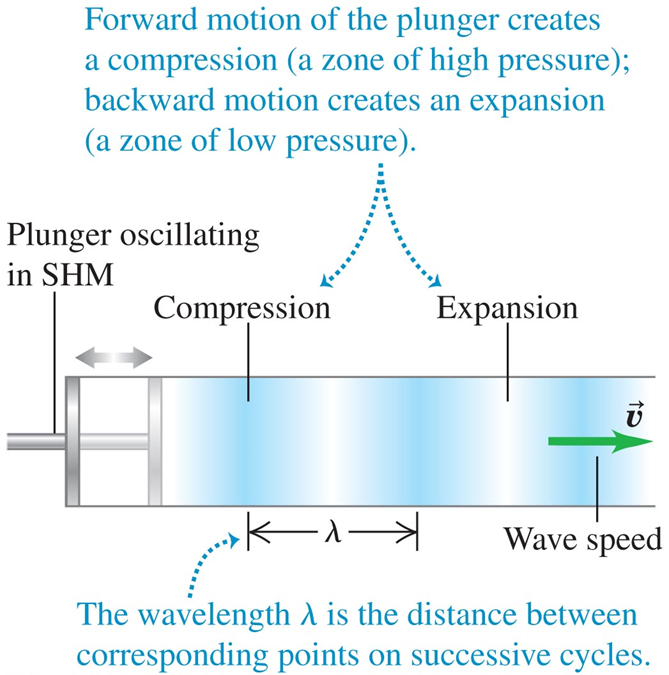 Forward motion of the plunger creates
a compression (a zone of high pressure);
backward motion creates an expansion
(a zone of low pressure).
Plunger oscillating
in SHM
Compression
Expansion
v⃗
λ
Wave speed
The wavelength λ is the distance between
corresponding points on successive cycles.